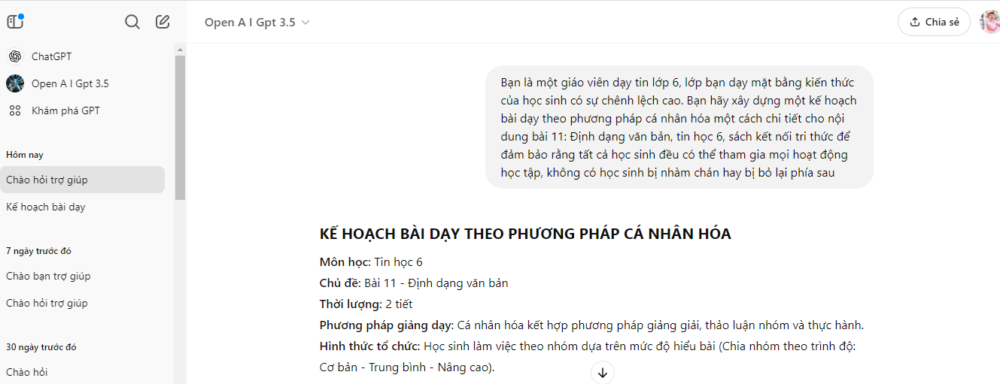 Open A I Gpt 3.5
Chia sẻ
ChatGPT
Open A I Gpt 3.5
Khám phá GPT
Hôm nay
Chào hỏi trợ giúp
Kế hoạch bài dạy
7 ngày trước đó
Chào bạn trợ giúp
Chào hỏi trợ giúp
30 ngày trước đó
Chào hỏi
Bạn là một giáo viên dạy tin lớp 6, lớp bạn dạy mặt bằng kiến thức
của học sinh có sự chênh lệch cao. Bạn hãy xây dựng một kế hoạch
bài dạy theo phương pháp cá nhân hóa một cách chi tiết cho nội
dung bài 11: Định dạng văn bản, tin học 6, sách kết nối tri thức để
đảm bảo rằng tất cả học sinh đều có thể tham gia mọi hoạt động
học tập, không có học sinh bị nhàm chán hay bị bỏ lại phía sau
KẾ HOẠCH BÀI DẠY THEO PHƯƠNG PHÁP CÁ NHÂN HÓA
Môn học: Tin học 6
Chủ đề: Bài 11 - Định dạng văn bản
Thời lượng: 2 tiết
Phương pháp giảng dạy: Cá nhân hóa kết hợp phương pháp giảng giải, thảo luận nhóm và thực hành.
Hình thức tổ chức: Học sinh làm việc theo nhóm dựa trên mức độ hiểu bài (Chia nhóm theo trình độ:
Cơ bản - Trung bình - Nâng cao).